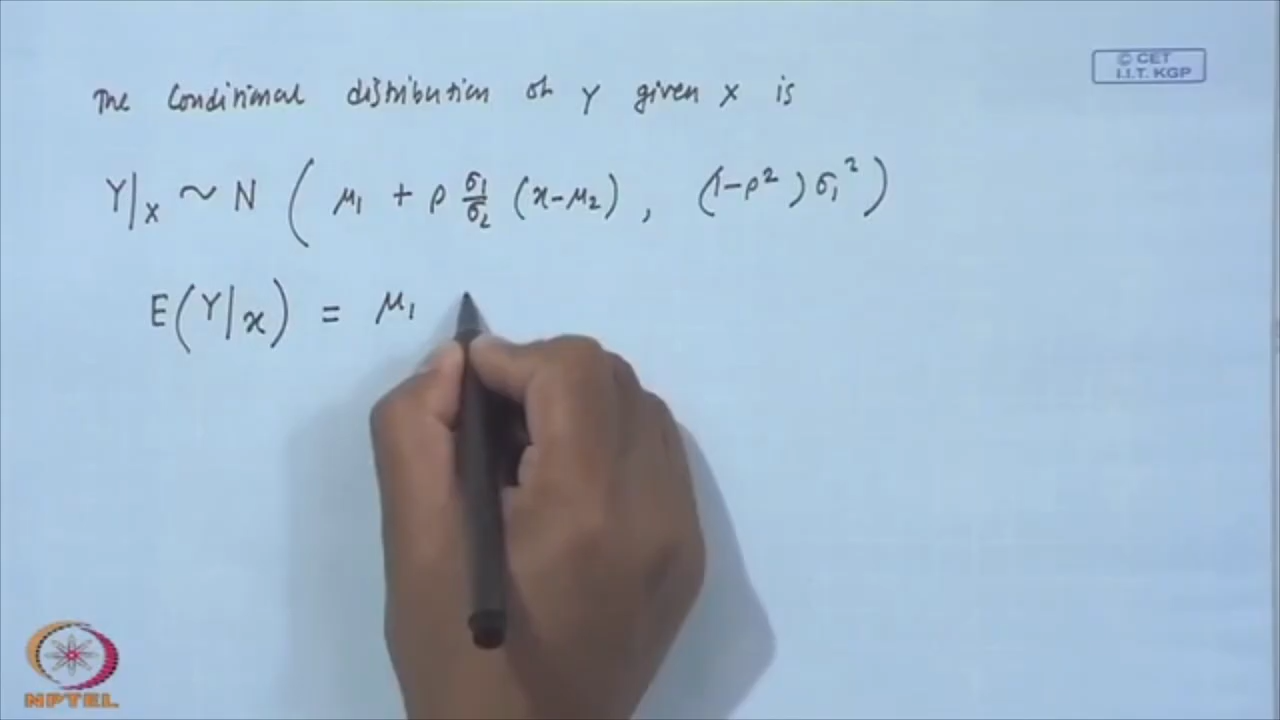 © CET
I.I.T. KGP
The Conditional distribution of Y given X is
Y|x ~ N ( μ₁ + ρ σ₁/σ₂ (x-μ₂) , (1-ρ²) σ₁² )
E(Y|x) = μ₁
NPTEL